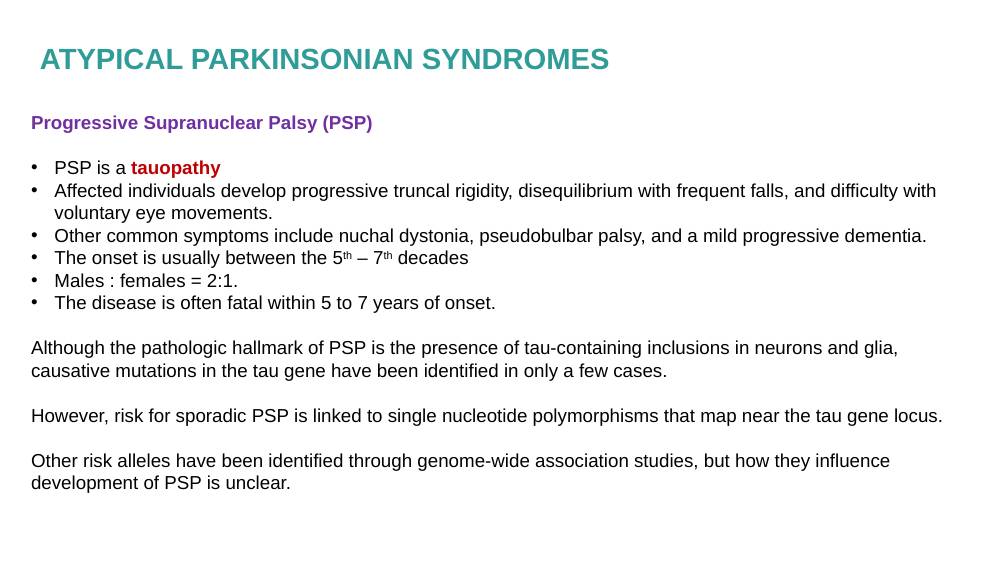 ATYPICAL PARKINSONIAN SYNDROMES
Progressive Supranuclear Palsy (PSP)
• PSP is a tauopathy
• Affected individuals develop progressive truncal rigidity, disequilibrium with frequent falls, and difficulty with
voluntary eye movements.
• Other common symptoms include nuchal dystonia, pseudobulbar palsy, and a mild progressive dementia.
• The onset is usually between the 5th – 7th decades
• Males : females = 2:1.
• The disease is often fatal within 5 to 7 years of onset.
Although the pathologic hallmark of PSP is the presence of tau-containing inclusions in neurons and glia,
causative mutations in the tau gene have been identified in only a few cases.
However, risk for sporadic PSP is linked to single nucleotide polymorphisms that map near the tau gene locus.
Other risk alleles have been identified through genome-wide association studies, but how they influence
development of PSP is unclear.